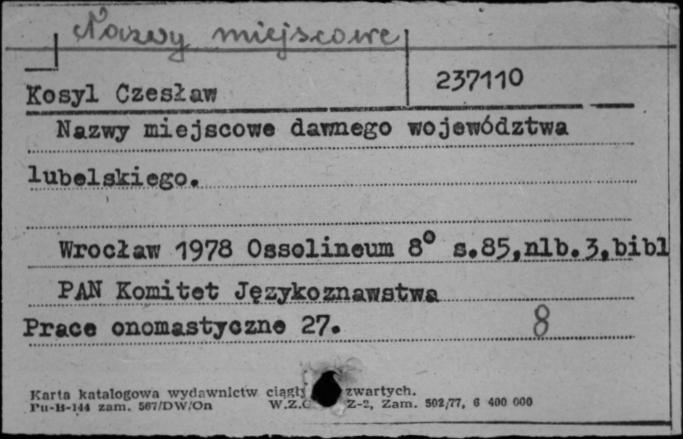 Nazwy miejscowe
237110
Kosyl Czesław
Nazwy miejscowe dawnego województwa
lubelskiego.
Wrocław 1978 Ossolineum 8° s.85,nlb.3,bibl
PAN Komitet Językoznawstwa
Prace onomastyczne 27.
8
Karta katalogowa wydawnictw zwartych.
Pu-B-144 zam. 567/DW/On Z-2, Zam. 502/77, 6 400 000